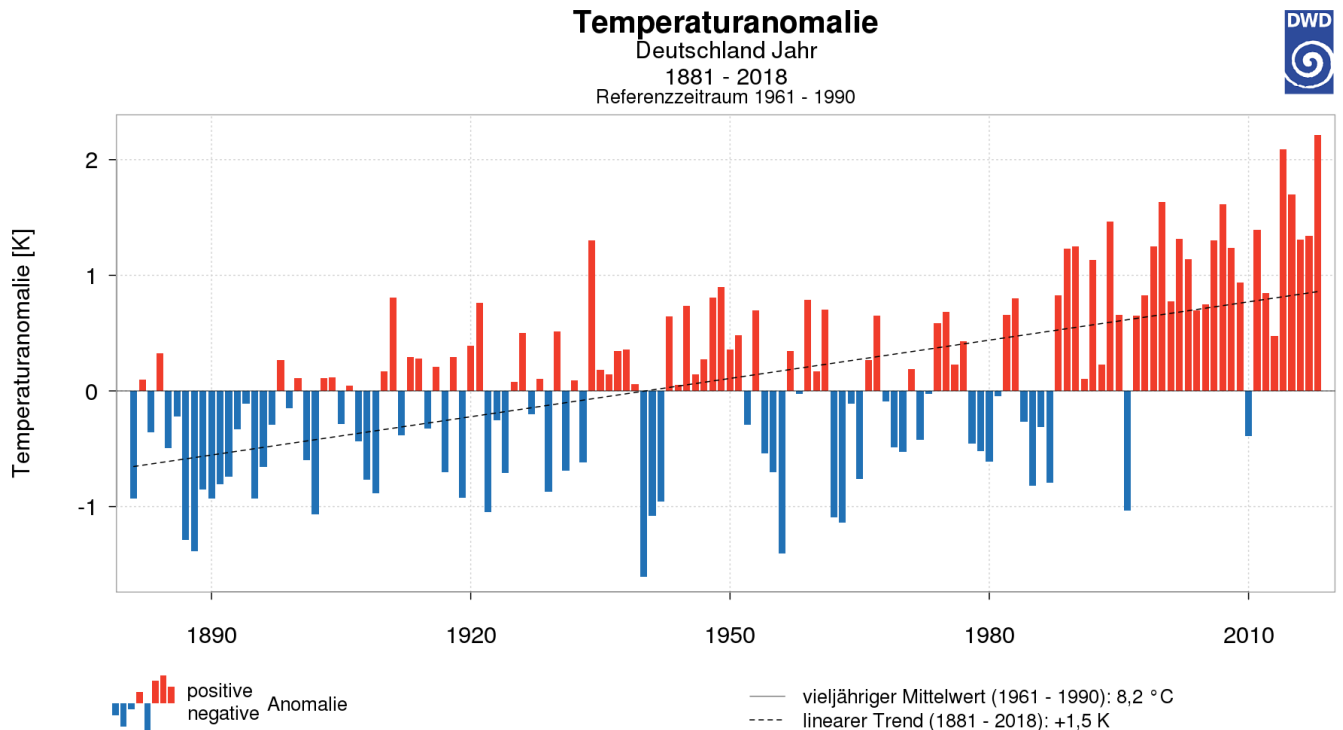 Temperaturanomalie
Deutschland Jahr
1881 - 2018
Referenzzeitraum 1961 - 1990
DWD
Temperaturanomalie [K]
2
1
0
-1
1890
1920
1950
1980
2010
positive
negative
Anomalie
vieljähriger Mittelwert (1961 - 1990): 8,2 °C
linearer Trend (1881 - 2018): +1,5 K